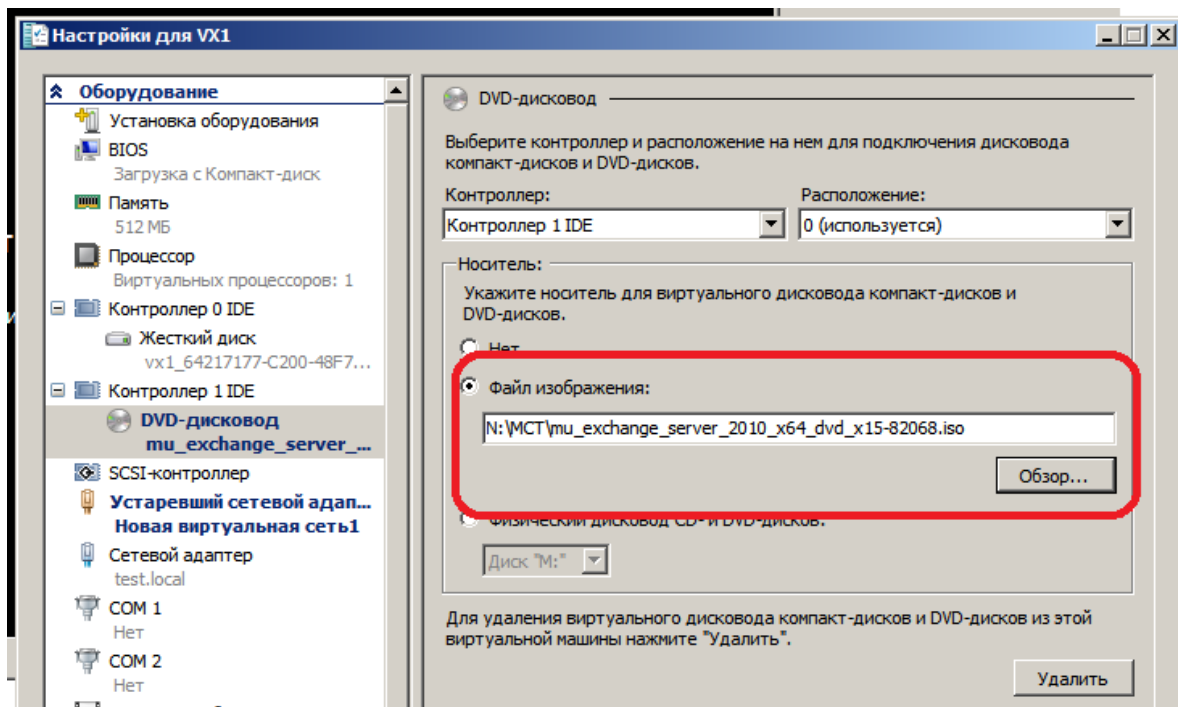 Настройки для VX1
Оборудование
Установка оборудования
BIOS
Загрузка с Компакт-диск
Память
512 МБ
Процессор
Виртуальных процессоров: 1
Контроллер 0 IDE
Жесткий диск
vx1_64217177-C200-48F7...
Контроллер 1 IDE
DVD-дисковод
mu_exchange_server_...
SCSI-контроллер
Устаревший сетевой адап...
Новая виртуальная сеть1
Сетевой адаптер
test.local
COM 1
Нет
COM 2
Нет
DVD-дисковод
Выберите контроллер и расположение на нем для подключения дисковода
компакт-дисков и DVD-дисков.
Контроллер: Расположение:
Контроллер 1 IDE 0 (используется)
Носитель:
Укажите носитель для виртуального дисковода компакт-дисков и
DVD-дисков.
Нет
Файл изображения:
N:\MCT\mu_exchange_server_2010_x64_dvd_x15-82068.iso
Обзор...
Физический дисковод CD- и DVD-дисков:
Диск "M:"
Для удаления виртуального дисковода компакт-дисков и DVD-дисков из этой
виртуальной машины нажмите "Удалить".
Удалить